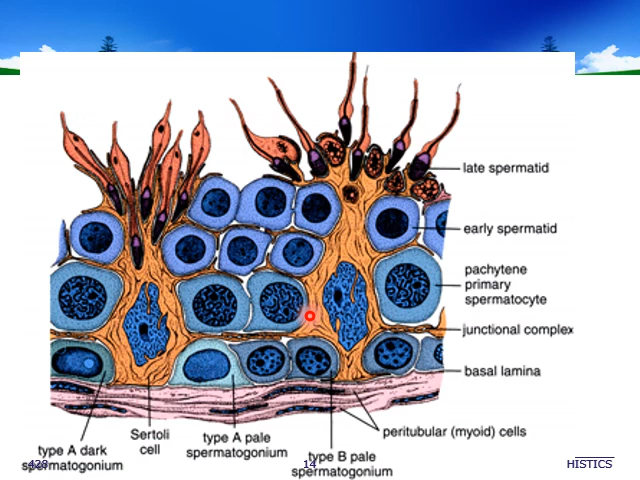 late spermatid
early spermatid
pachytene
primary
spermatocyte
junctional complex
basal lamina
peritubular (myoid) cells
type A dark
spermatogonium
Sertoli
cell
type A pale
spermatogonium
type B pale
spermatogonium
428
14
HISTICS